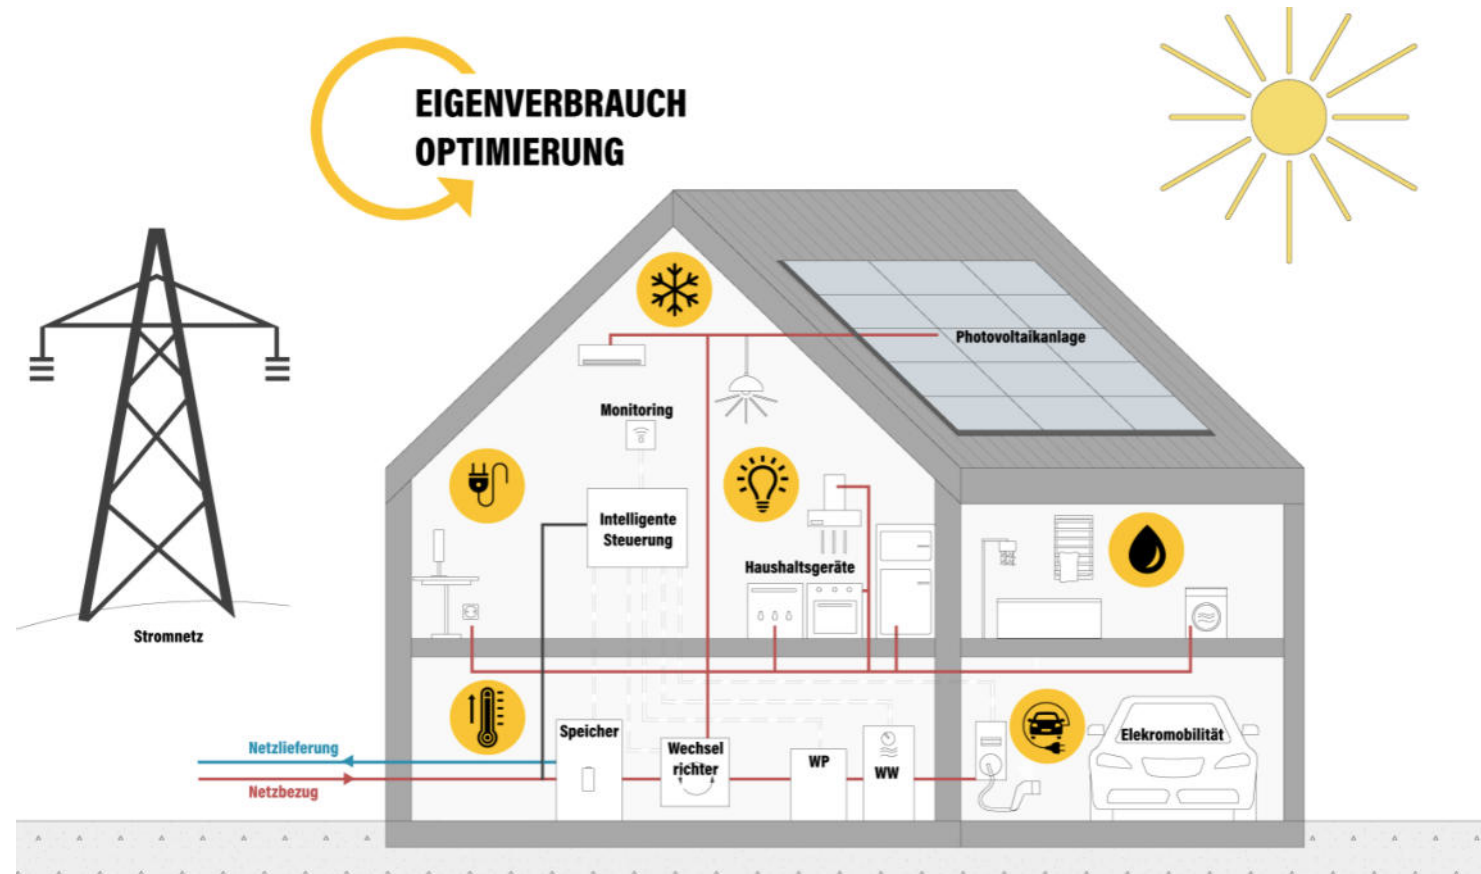 EIGENVERBRAUCH
OPTIMIERUNG
Photovoltaikanlage
Monitoring
Intelligente
Steuerung
Haushaltsgeräte
Stromnetz
Speicher
Wechsel
richter
WP
WW
Elekromobilität
Netzlieferung
Netzbezug